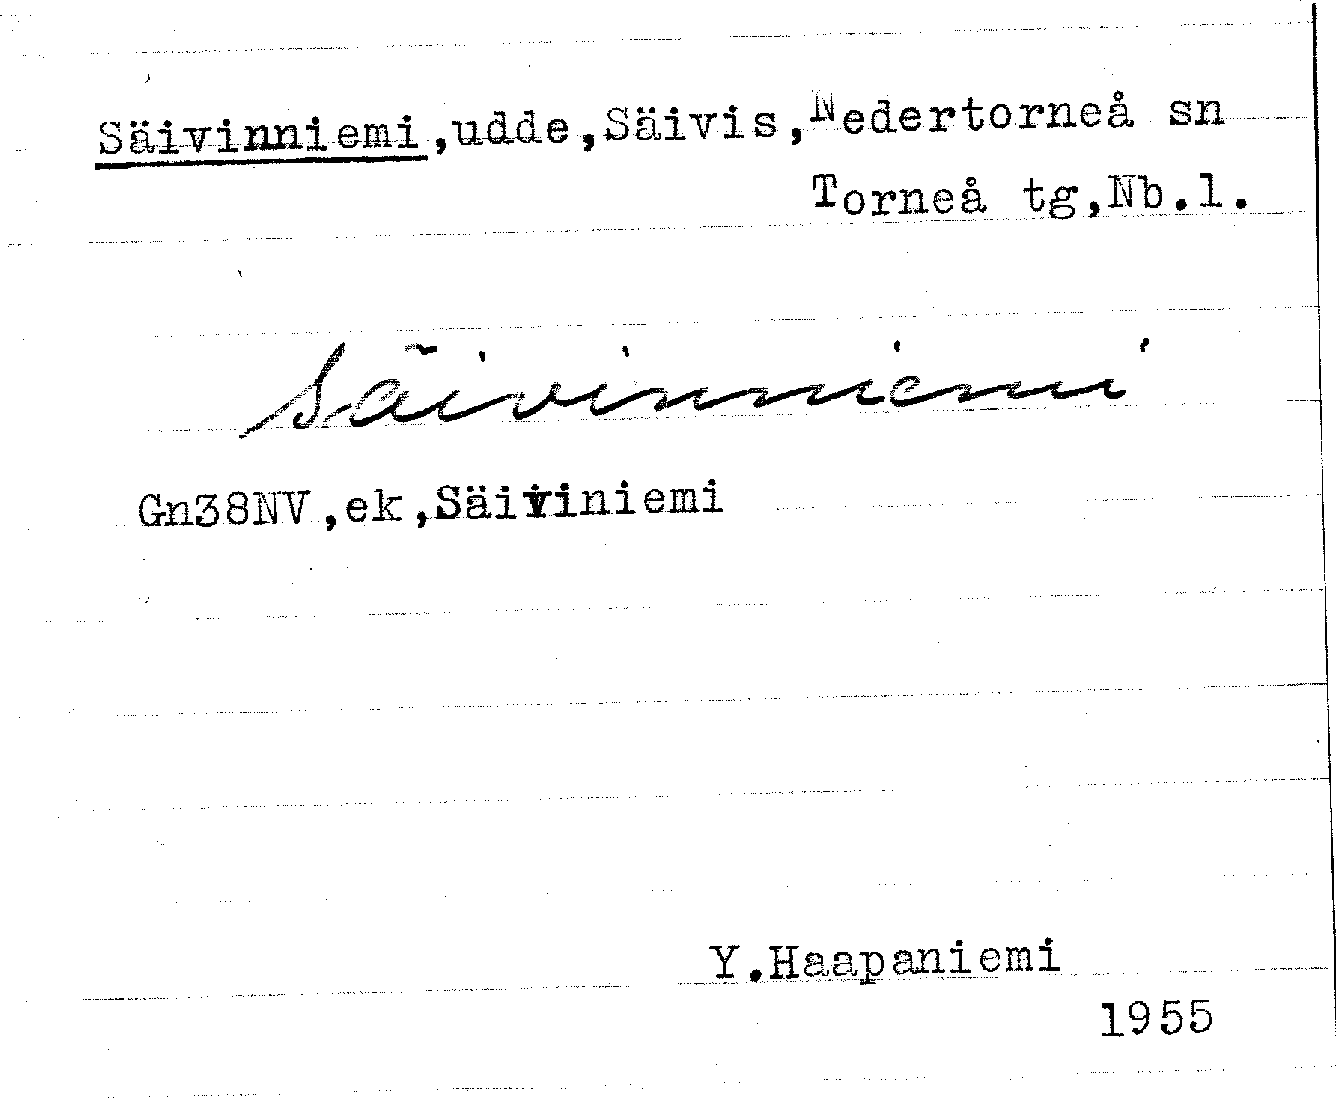 Säivinniemi,udde,Säivis,Nedertorneå sn
Torneå tg,Nb.l.
Säivinniemi
Gn38NV,ek,Säiviniemi
Y.Haapaniemi
1955